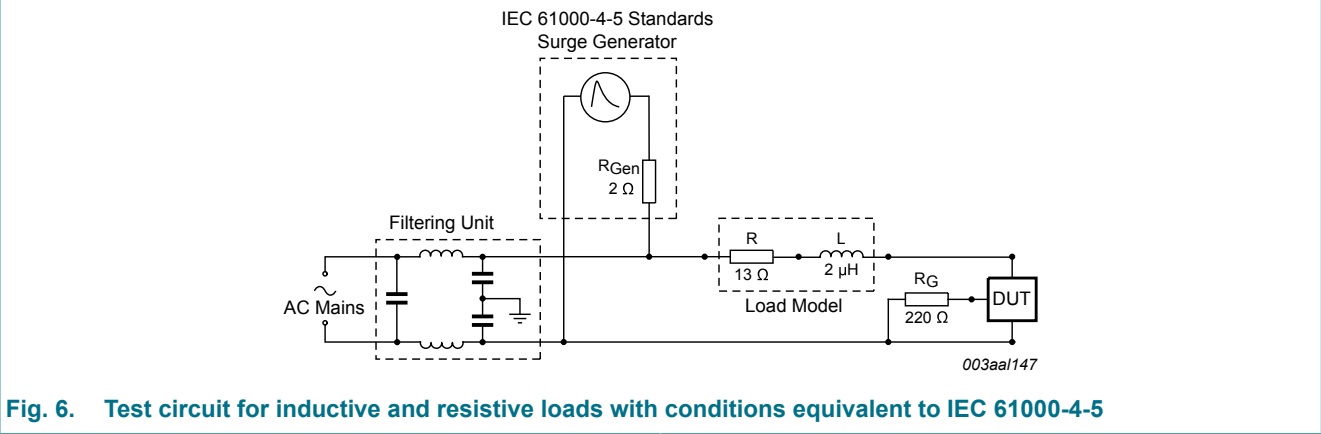 IEC 61000-4-5 Standards
Surge Generator
RGen
2 Ω
Filtering Unit
R
L
13 Ω
2 μH
RG
DUT
AC Mains
Load Model
220 Ω
003aal147
Fig. 6. Test circuit for inductive and resistive loads with conditions equivalent to IEC 61000-4-5